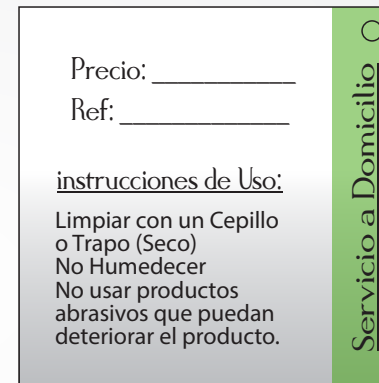 Precio: ___________
Ref: _____________
instrucciones de Uso:
Limpiar con un Cepillo
o Trapo (Seco)
No Humedecer
No usar productos
abrasivos que puedan
deteriorar el producto.
Servicio a Domicilio